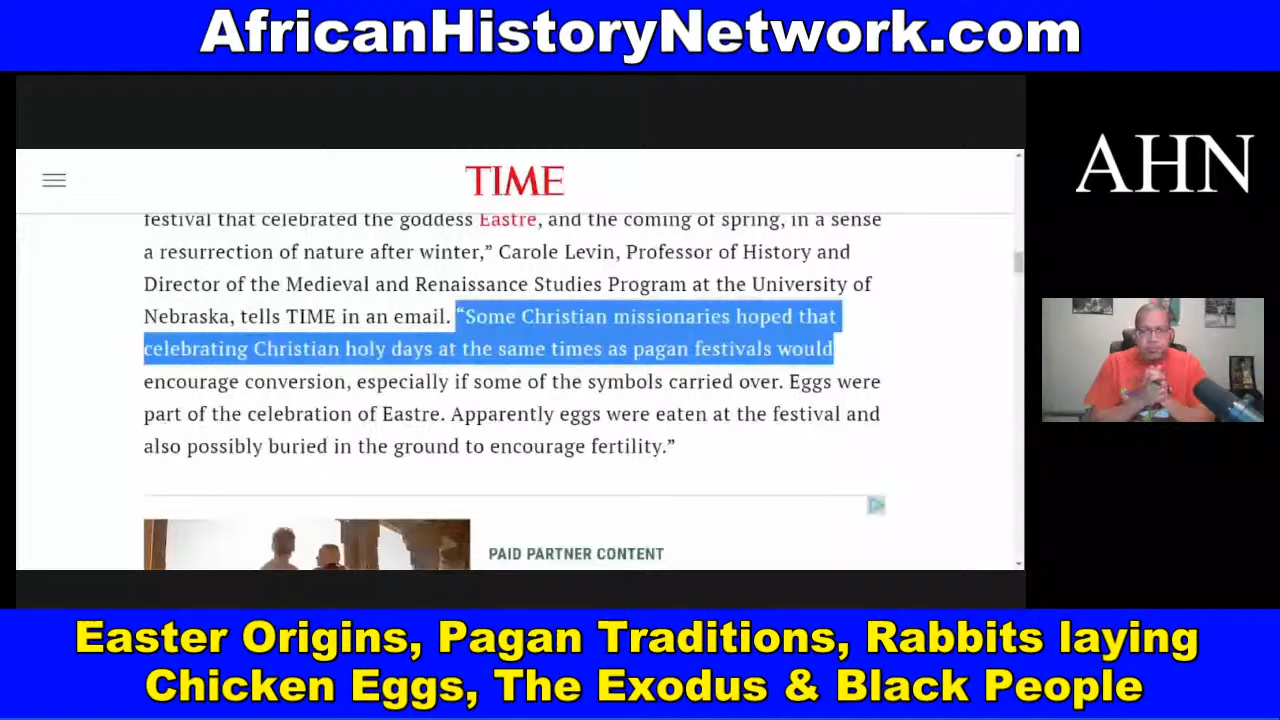 AfricanHistoryNetwork.com
TIME
AHN
festival that celebrated the goddess Eastre, and the coming of spring, in a sense
a resurrection of nature after winter,” Carole Levin, Professor of History and
Director of the Medieval and Renaissance Studies Program at the University of
Nebraska, tells TIME in an email. “Some Christian missionaries hoped that
celebrating Christian holy days at the same times as pagan festivals would
encourage conversion, especially if some of the symbols carried over. Eggs were
part of the celebration of Eastre. Apparently eggs were eaten at the festival and
also possibly buried in the ground to encourage fertility.”
PAID PARTNER CONTENT
Easter Origins, Pagan Traditions, Rabbits laying
Chicken Eggs, The Exodus & Black People